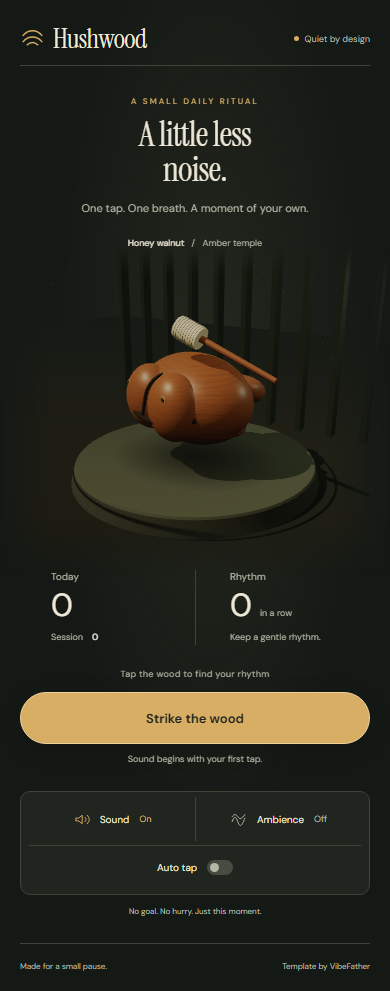 Hushwood
Quiet by design
A SMALL DAILY RITUAL
A little less
noise.
One tap. One breath. A moment of your own.
Honey walnut / Amber temple
Today
0
Session 0
Rhythm
0 in a row
Keep a gentle rhythm.
Tap the wood to find your rhythm
Strike the wood
Sound begins with your first tap.
Sound On
Ambience Off
Auto tap
No goal. No hurry. Just this moment.
Made for a small pause.
Template by VibeFather